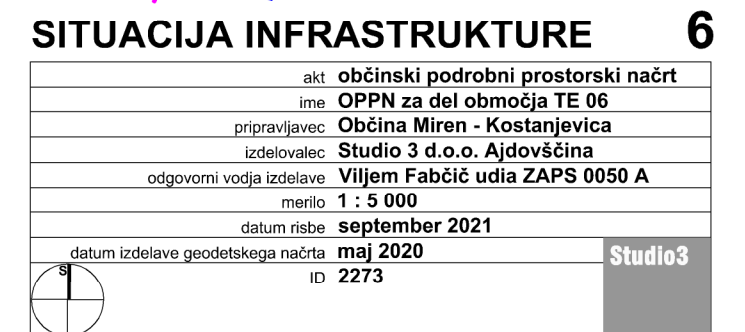 SITUACIJA INFRASTRUKTURE 6
akt občinski podrobni prostorski načrt
ime OPPN za del območja TE 06
pripravljavec Občina Miren - Kostanjevica
izdelovalec Studio 3 d.o.o. Ajdovščina
odgovorni vodja izdelave Viljem Fabčič udia ZAPS 0050 A
merilo 1 : 5 000
datum risbe september 2021
datum izdelave geodetskega načrta maj 2020
Studio3
S
ID 2273